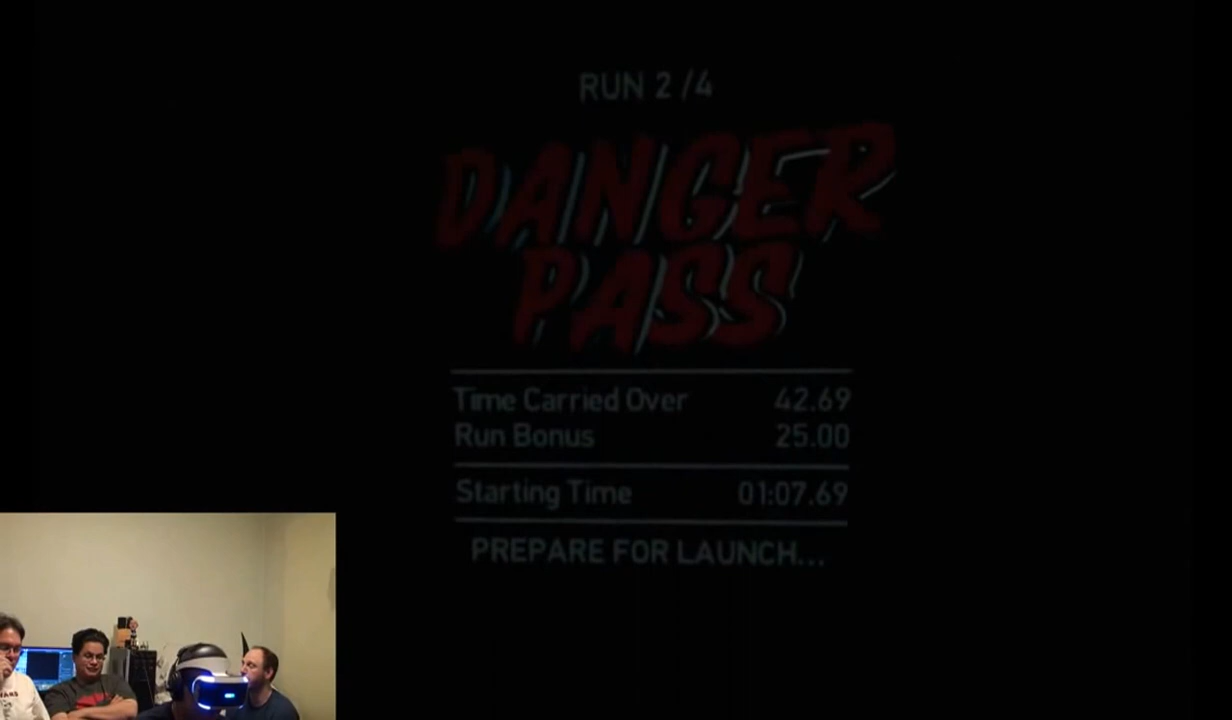 RUN 2 /4
DANGER
PASS
Time Carried Over 42.69
Run Bonus 25.00
Starting Time 01:07.69
PREPARE FOR LAUNCH...